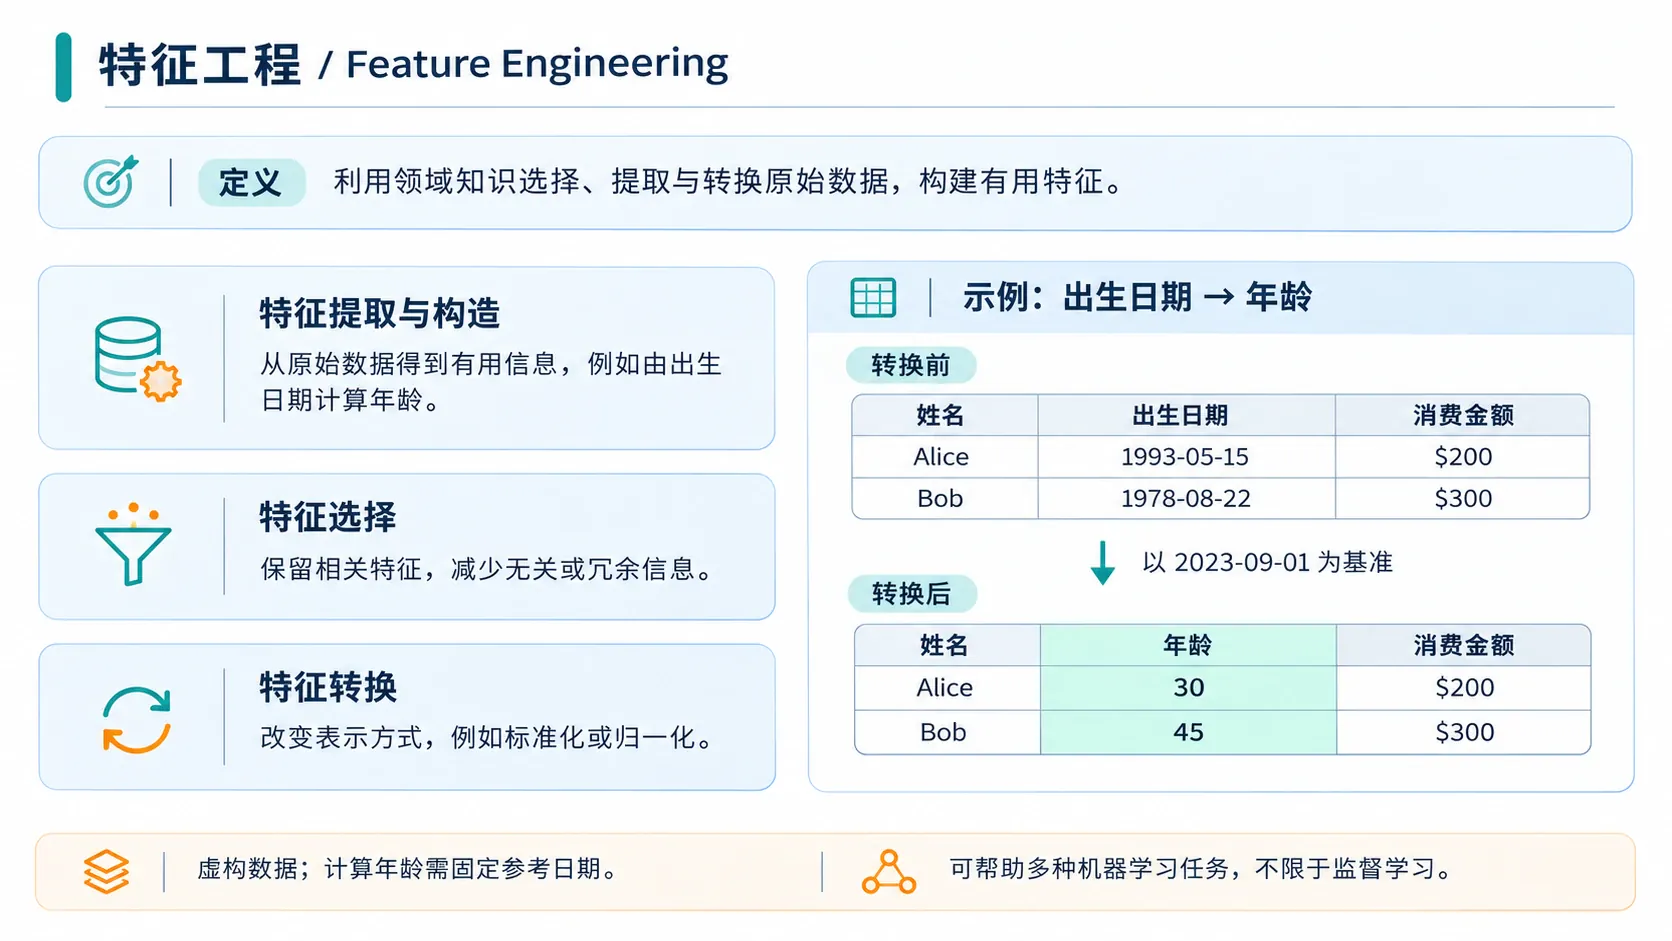 特征工程 / Feature Engineering
定义
利用领域知识选择、提取与转换原始数据，构建有用特征。
特征提取与构造
从原始数据得到有用信息，例如由出生
日期计算年龄。
特征选择
保留相关特征，减少无关或冗余信息。
特征转换
改变表示方式，例如标准化或归一化。
示例：出生日期 → 年龄
转换前
姓名 出生日期 消费金额
Alice 1993-05-15 $200
Bob 1978-08-22 $300
以 2023-09-01 为基准
转换后
姓名 年龄 消费金额
Alice 30 $200
Bob 45 $300
虚构数据；计算年龄需固定参考日期。
可帮助多种机器学习任务，不限于监督学习。